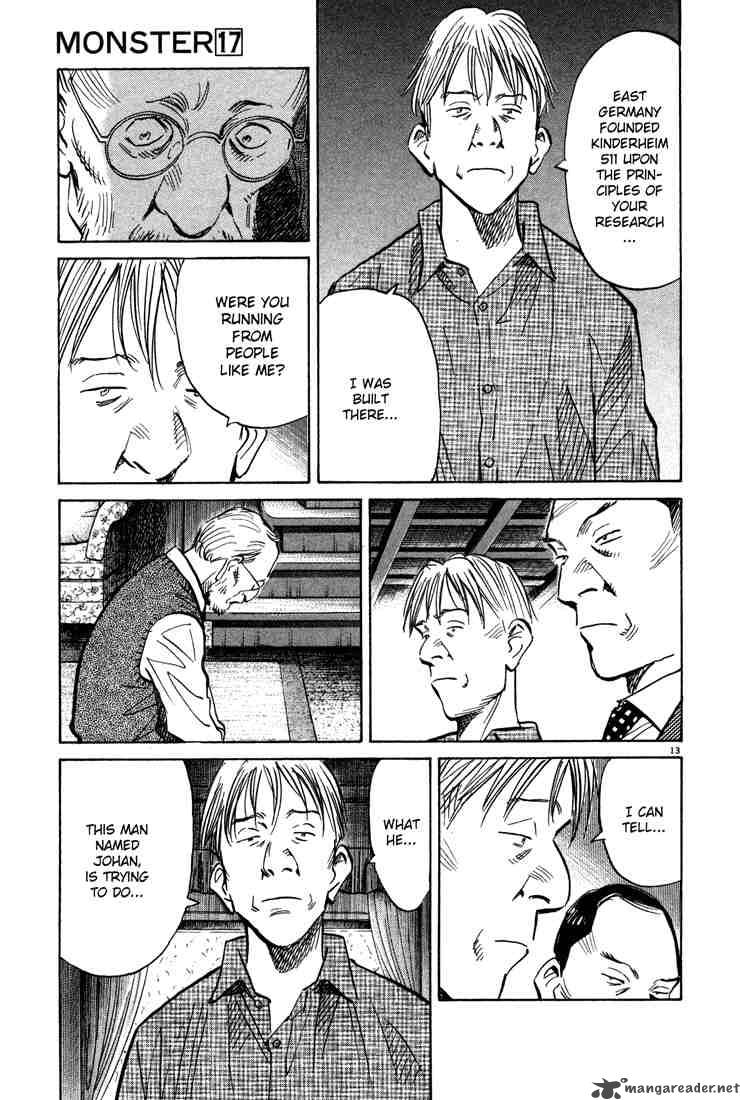 MONSTER 17
EAST
GERMANY
FOUNDED
KINDERHEIM
511 UPON
THE PRIN-
CIPLES OF
YOUR
RESEARCH
...
I WAS
BUILT
THERE...
WERE YOU
RUNNING
FROM
PEOPLE
LIKE ME?
13
I CAN
TELL...
WHAT
HE...
THIS MAN
NAMED
JOHAN,
IS TRYING
TO DO...
mangareader.net